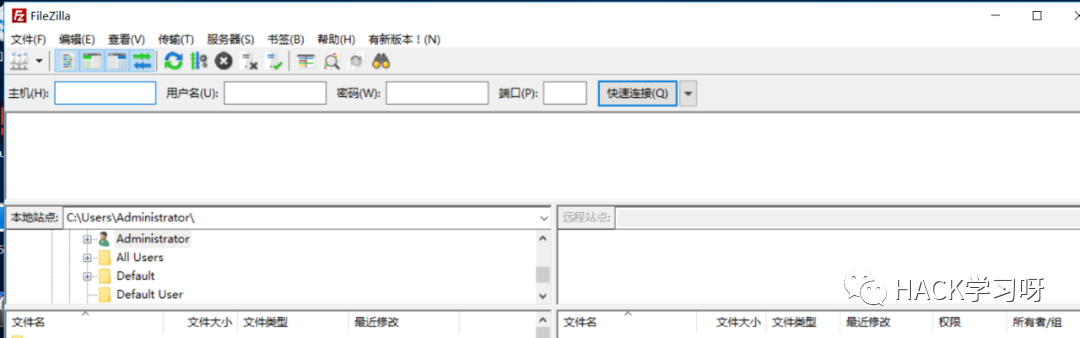 FileZilla
文件(F) 编辑(E) 查看(V) 传输(T) 服务器(S) 书签(B) 帮助(H) 有新版本！(N)
主机(H): 用户名(U): 密码(W): 端口(P): 快速连接(Q)
本地站点: C:\Users\Administrator\ 远程站点:
Administrator
All Users
Default
Default User
HACK学习呀
文件名 文件大小 文件类型 最近修改 文件名 文件大小 文件类型 最近修改 权限 所有者/组